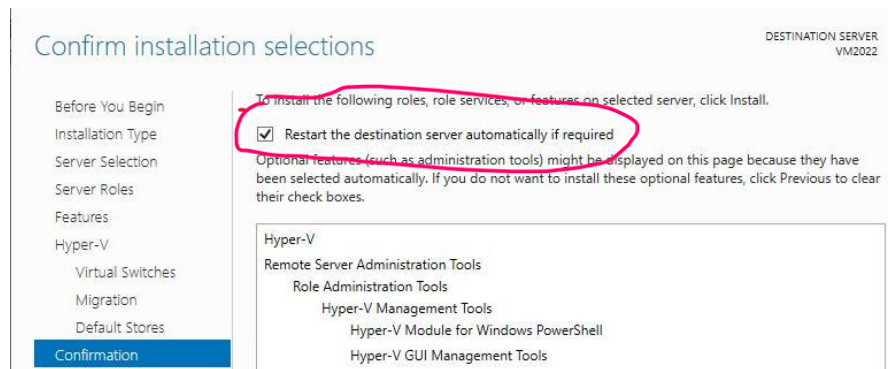 Confirm installation selections
DESTINATION SERVER
VM2022
Before You Begin
Installation Type
Server Selection
Server Roles
Features
Hyper-V
Virtual Switches
Migration
Default Stores
Confirmation
To install the following roles, role services, or features on selected server, click Install.
Restart the destination server automatically if required
Optional features (such as administration tools) might be displayed on this page because they have
been selected automatically. If you do not want to install these optional features, click Previous to clear
their check boxes.
Hyper-V
Remote Server Administration Tools
Role Administration Tools
Hyper-V Management Tools
Hyper-V Module for Windows PowerShell
Hyper-V GUI Management Tools